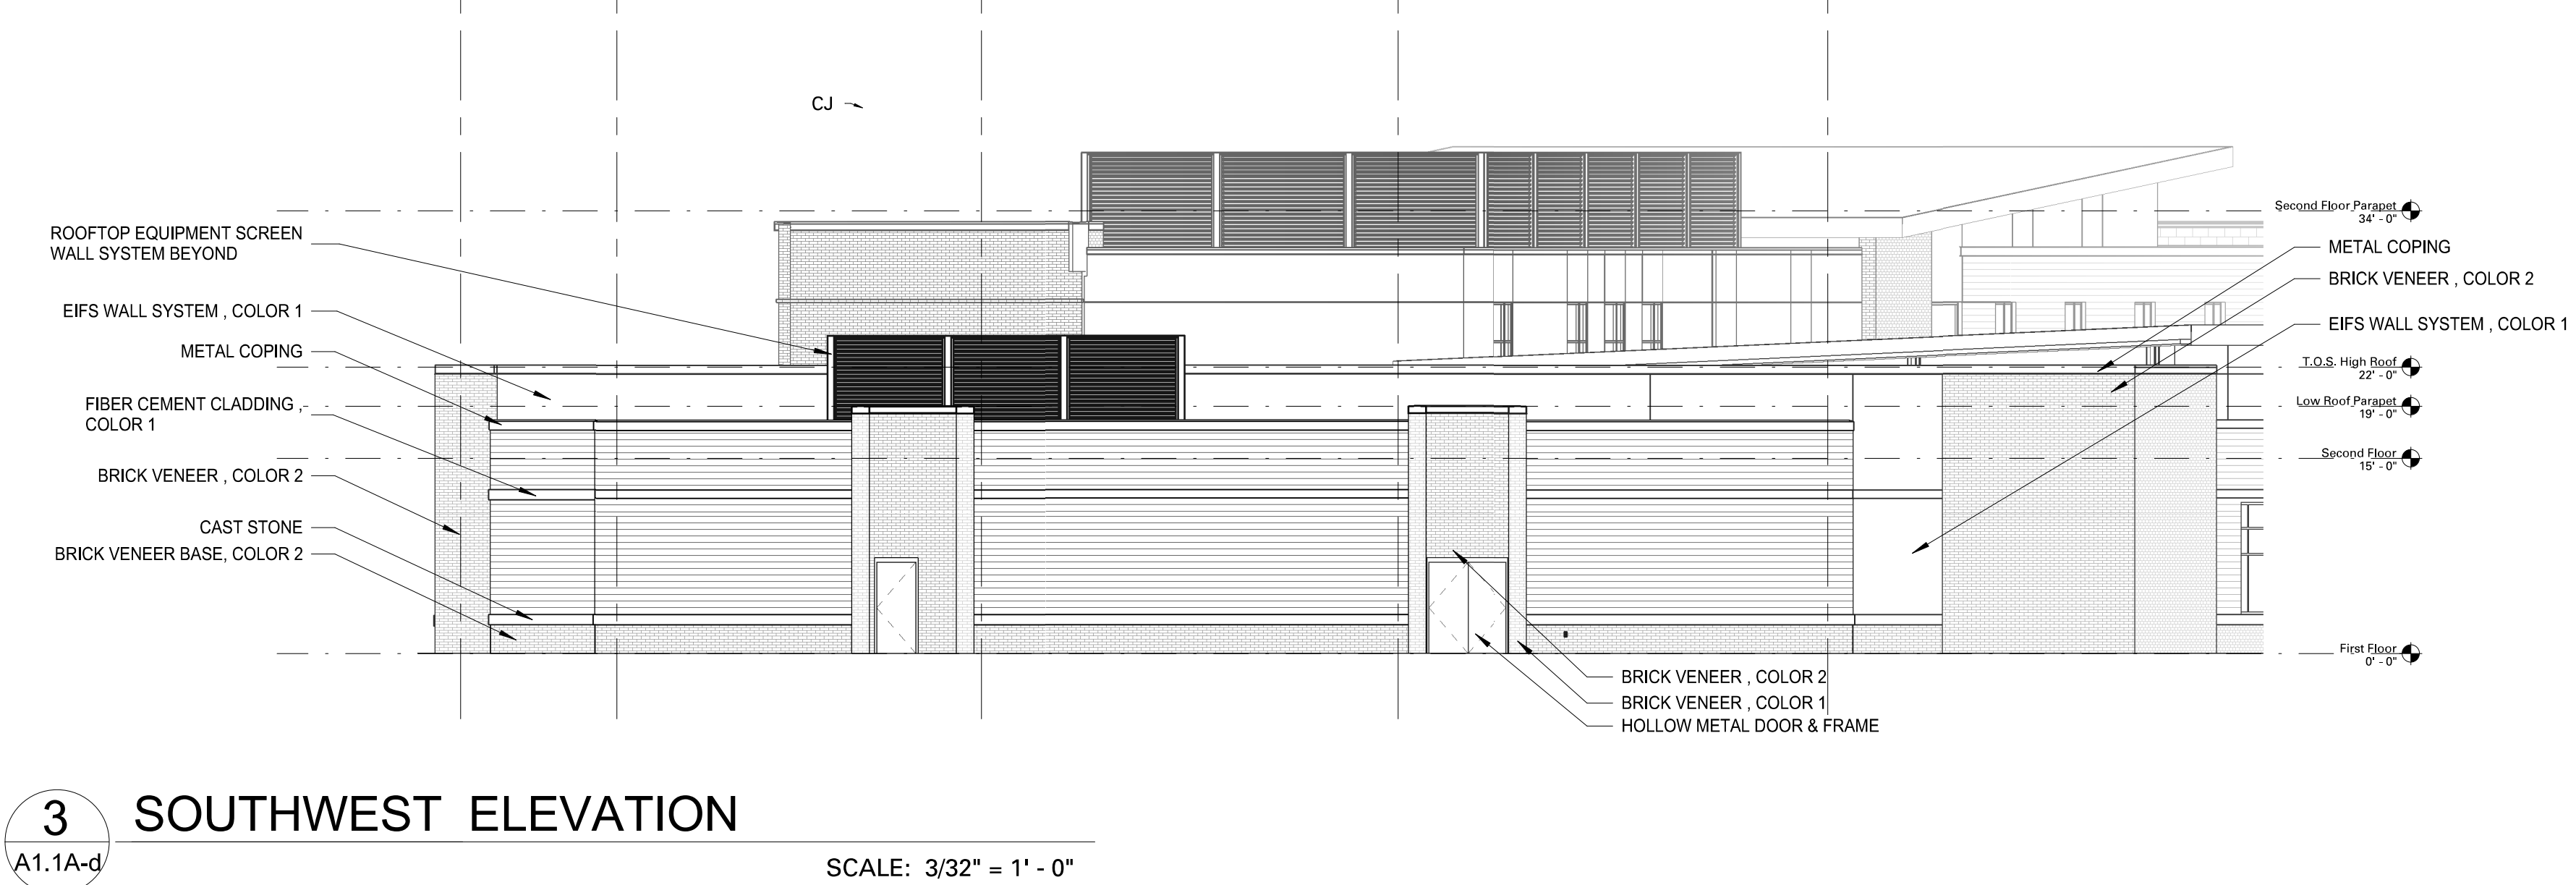 CJ
ROOFTOP EQUIPMENT SCREEN
WALL SYSTEM BEYOND
EIFS WALL SYSTEM , COLOR 1
METAL COPING
FIBER CEMENT CLADDING ,
COLOR 1
BRICK VENEER , COLOR 2
CAST STONE
BRICK VENEER BASE, COLOR 2
Second Floor Parapet
34' - 0"
METAL COPING
BRICK VENEER , COLOR 2
EIFS WALL SYSTEM , COLOR 1
T.O.S. High Roof
22' - 0"
Low Roof Parapet
19' - 0"
Second Floor
15' - 0"
First Floor
0' - 0"
BRICK VENEER , COLOR 2
BRICK VENEER , COLOR 1
HOLLOW METAL DOOR & FRAME
3
A1.1A-d
SOUTHWEST ELEVATION
SCALE: 3/32" = 1' - 0"